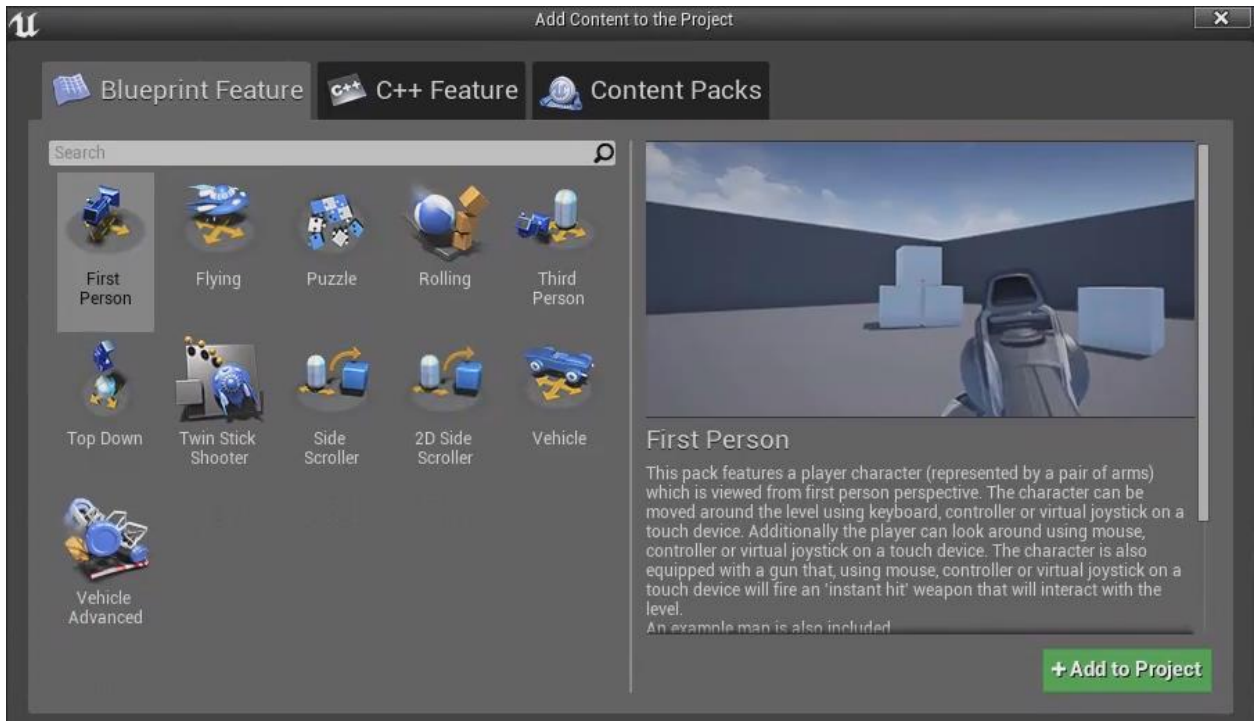 Add Content to the Project
Blueprint Feature
C++ Feature
Content Packs
Search
First
Person
Flying
Puzzle
Rolling
Third
Person
Top Down
Twin Stick
Shooter
Side
Scroller
2D Side
Scroller
Vehicle
Vehicle
Advanced
First Person
This pack features a player character (represented by a pair of arms)
which is viewed from first person perspective. The character can be
moved around the level using keyboard, controller or virtual joystick on a
touch device. Additionally the player can look around using mouse,
controller or virtual joystick on a touch device. The character is also
equipped with a gun that, using mouse, controller or virtual joystick on a
touch device will fire an 'instant hit' weapon that will interact with the
level.
An example map is also included
+ Add to Project